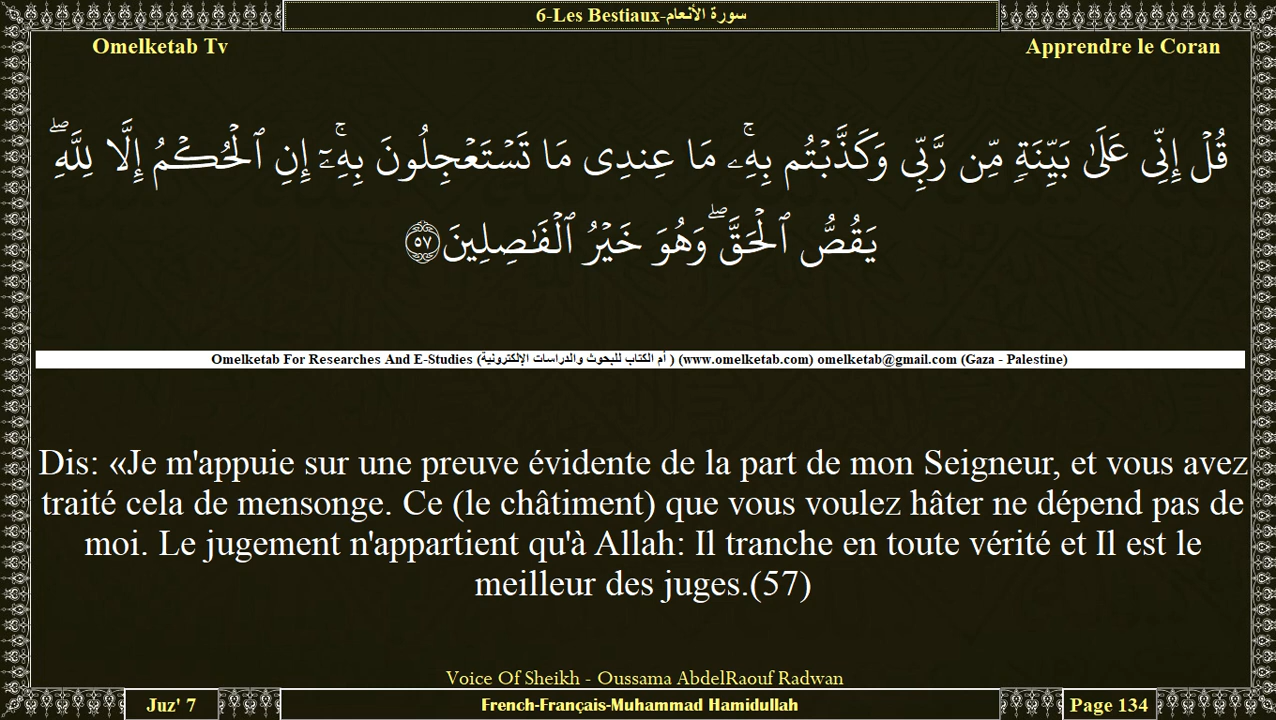 6-Les Bestiaux-سورة الأنعام
Omelketab Tv
Apprendre le Coran
قُلۡ إِنِّي عَلَىٰ بَيِّنَةٖ مِّن رَّبِّي وَكَذَّبۡتُم بِهِۦۚ مَا عِندِي مَا تَسۡتَعۡجِلُونَ بِهِۦٓۚ إِنِ ٱلۡحُكۡمُ إِلَّا لِلَّهِۖ
يَقُصُّ ٱلۡحَقَّۖ وَهُوَ خَيۡرُ ٱلۡفَٰصِلِينَ ٥٧
Omelketab For Researches And E-Studies (أم الكتاب للبحوث والدراسات الإلكترونية ) (www.omelketab.com) omelketab@gmail.com (Gaza - Palestine)
Dis: «Je m'appuie sur une preuve évidente de la part de mon Seigneur, et vous avez
traité cela de mensonge. Ce (le châtiment) que vous voulez hâter ne dépend pas de
moi. Le jugement n'appartient qu'à Allah: Il tranche en toute vérité et Il est le
meilleur des juges.(57)
Voice Of Sheikh - Oussama AbdelRaouf Radwan
Juz' 7
French-Français-Muhammad Hamidullah
Page 134